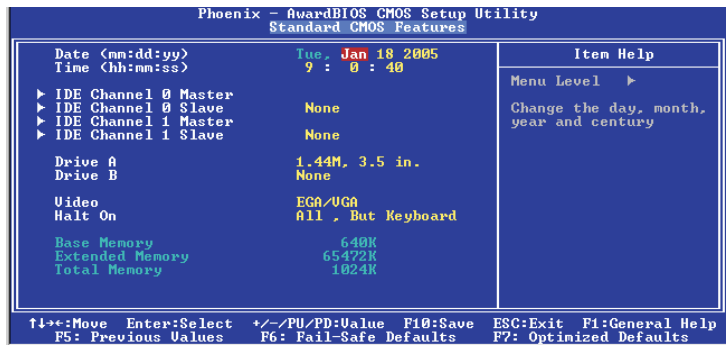 Phoenix - AwardBIOS CMOS Setup Utility
Standard CMOS Features
Date (mm:dd:yy) Tue, Jan 18 2005
Time (hh:mm:ss) 9 : 0 : 40
► IDE Channel 0 Master
► IDE Channel 0 Slave None
► IDE Channel 1 Master
► IDE Channel 1 Slave None
Drive A 1.44M, 3.5 in.
Drive B None
Video EGA/VGA
Halt On All , But Keyboard
Base Memory 640K
Extended Memory 65472K
Total Memory 1024K
Item Help
Menu Level ►
Change the day, month,
year and century
↑↓→←:Move Enter:Select +/-/PU/PD:Value F10:Save ESC:Exit F1:General Help
F5: Previous Values F6: Fail-Safe Defaults F7: Optimized Defaults